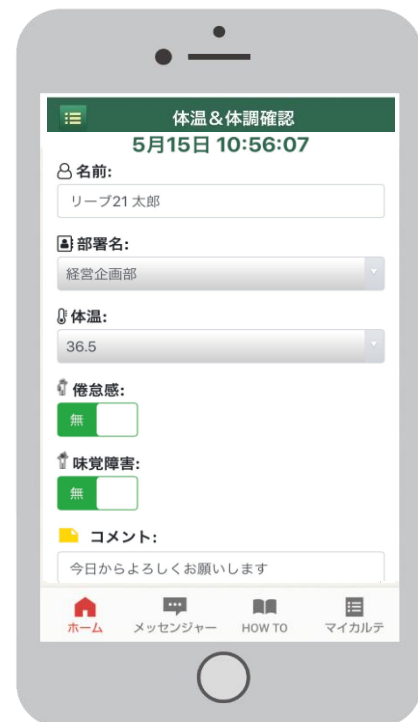 体温&体調確認
5月15日 10:56:07
名前:
リーブ21 太郎
部署名:
経営企画部
体温:
36.5
倦怠感:
無
味覚障害:
無
コメント:
今日からよろしくお願いします
ホーム メッセンジャー HOW TO マイカルテ